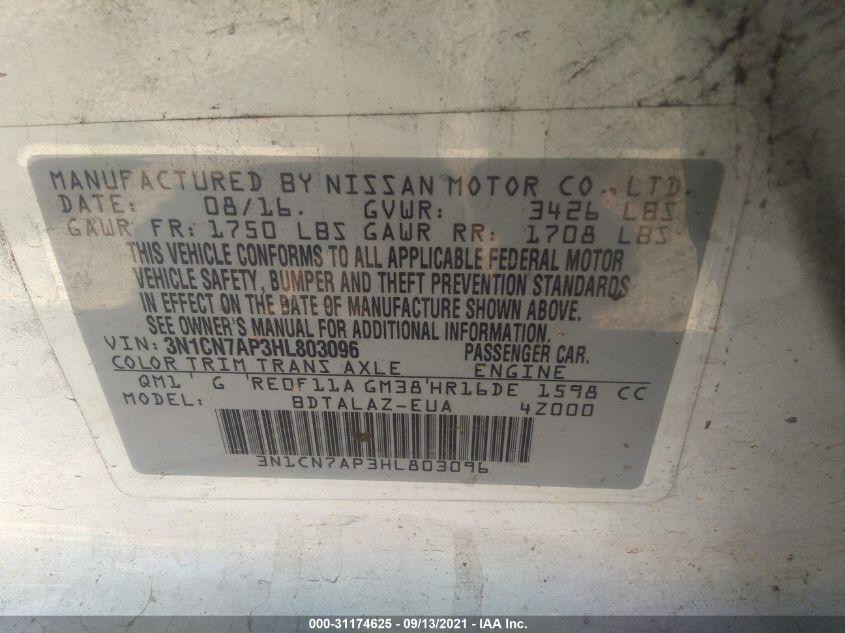 MANUFACTURED BY NISSAN MOTOR CO., LTD.
DATE: 08/16. GVWR: 3426 LBS
GAWR FR: 1750 LBS GAWR RR: 1708 LBS
THIS VEHICLE CONFORMS TO ALL APPLICABLE FEDERAL MOTOR
VEHICLE SAFETY, BUMPER AND THEFT PREVENTION STANDARDS
IN EFFECT ON THE DATE OF MANUFACTURE SHOWN ABOVE.
SEE OWNER'S MANUAL FOR ADDITIONAL INFORMATION.
VIN: 3N1CN7AP3HL803096 PASSENGER CAR.
COLOR TRIM TRANS AXLE ENGINE
QM1 G RE0F11A GM38 HR16DE 1598 CC
MODEL: BDTALAZ-EUA 4Z000
3N1CN7AP3HL803096
000-31174625 - 09/13/2021 - IAA Inc.